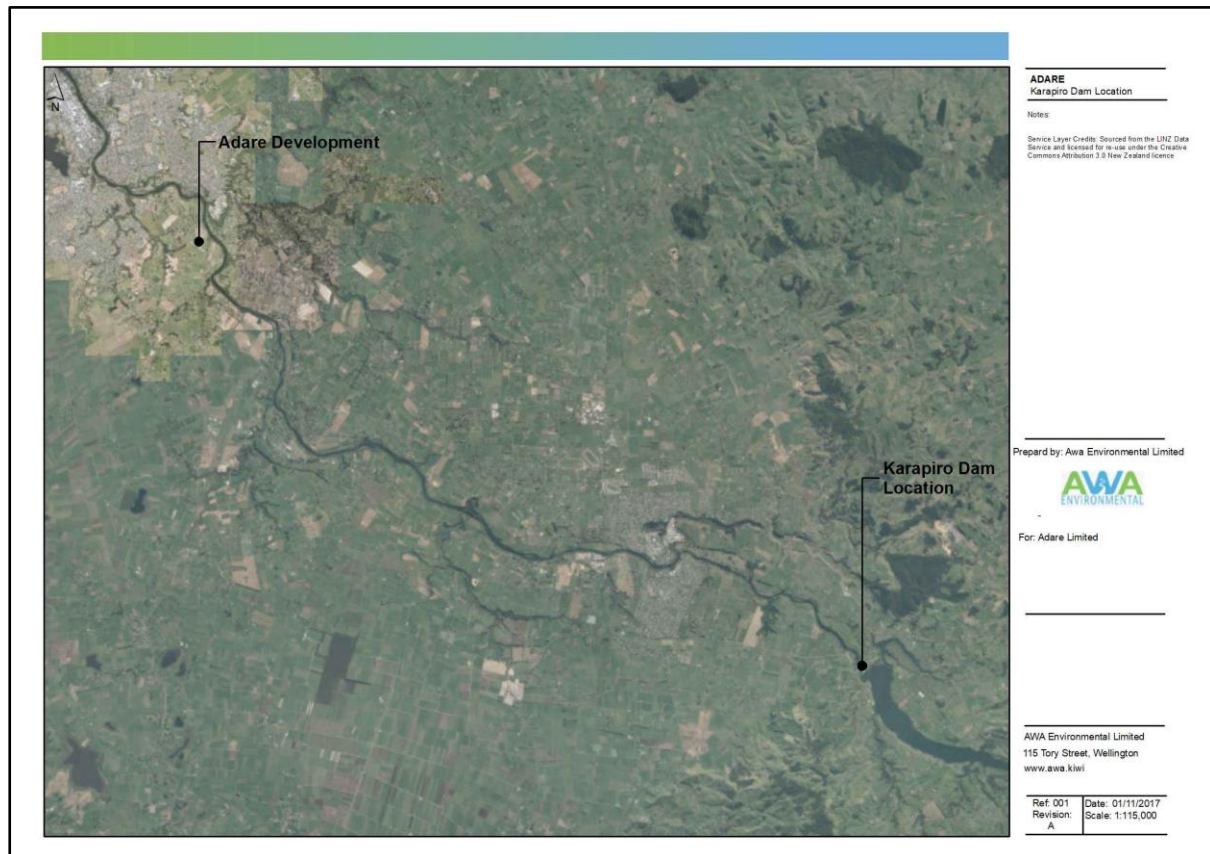 N
Adare Development
Karapiro Dam
Location
ADARE
Karapiro Dam Location
Notes:
Service Layer Credits: Sourced from the LINZ Data
Service and licensed for re-use under the Creative
Commons Attribution 3.0 New Zealand licence
Prepard by: Awa Environmental Limited
AWA
ENVIRONMENTAL
-
For: Adare Limited
AWA Environmental Limited
115 Tory Street, Wellington
www.awa.kiwi
Ref: 001
Revision:
A
Date: 01/11/2017
Scale: 1:115,000